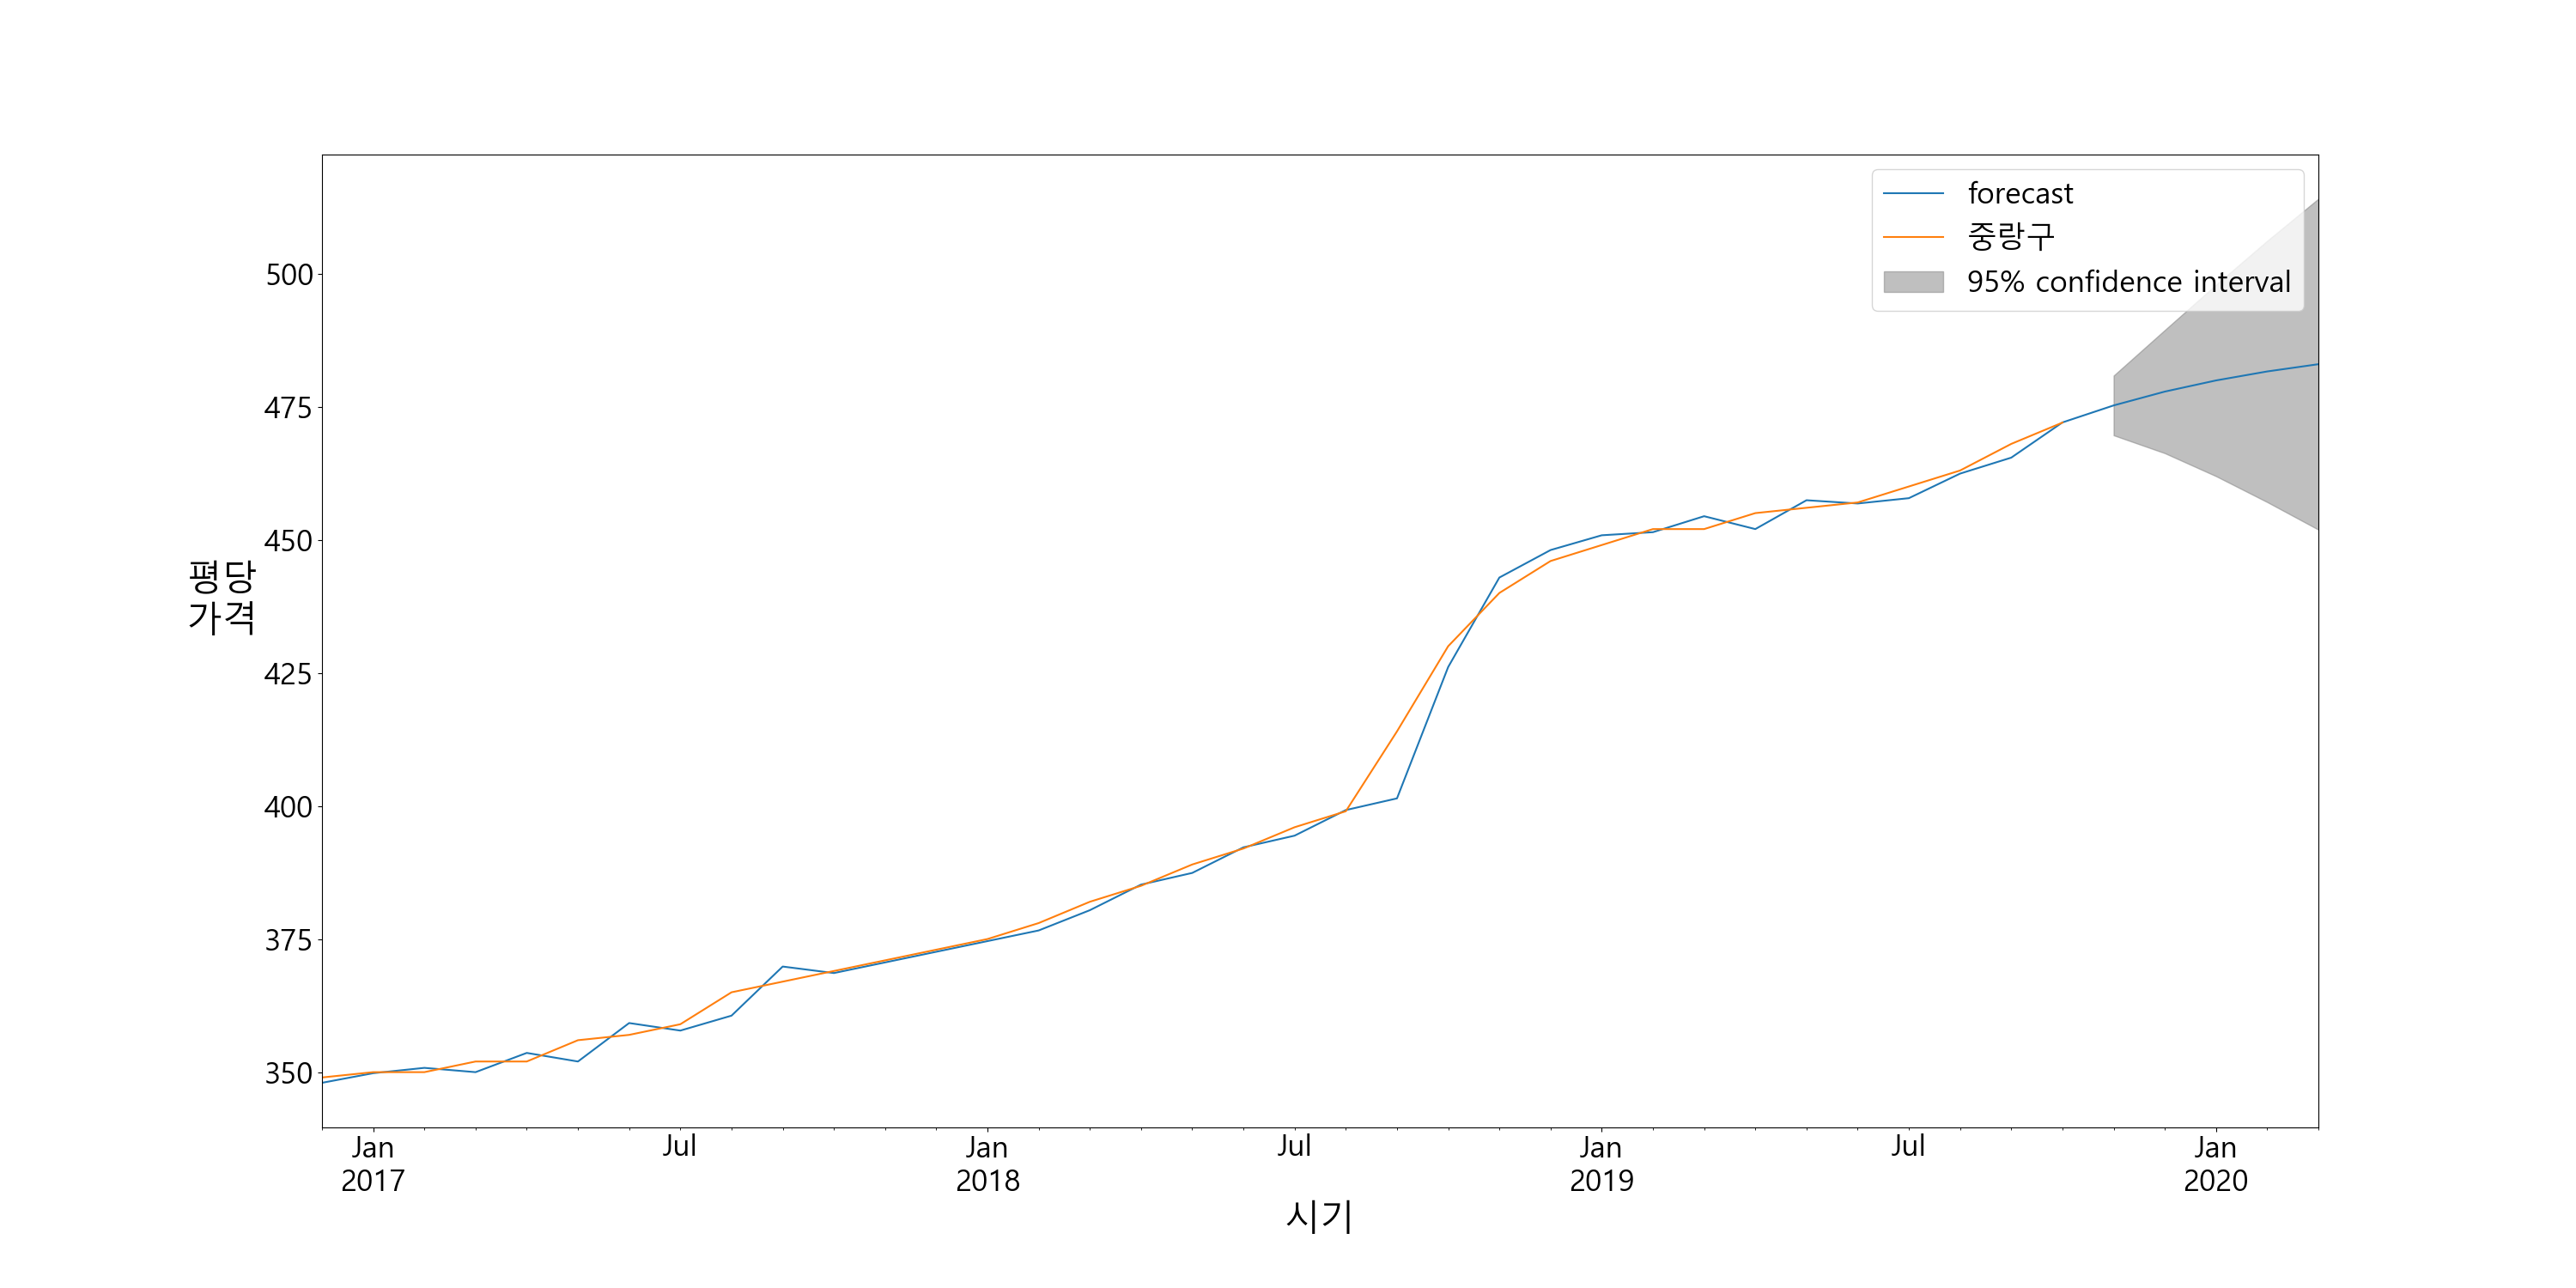 forecast
중랑구
95% confidence interval
500
475
450
425
400
375
350
평당
가격
Jan
2017
Jul
Jan
2018
Jul
Jan
2019
Jul
Jan
2020
시기